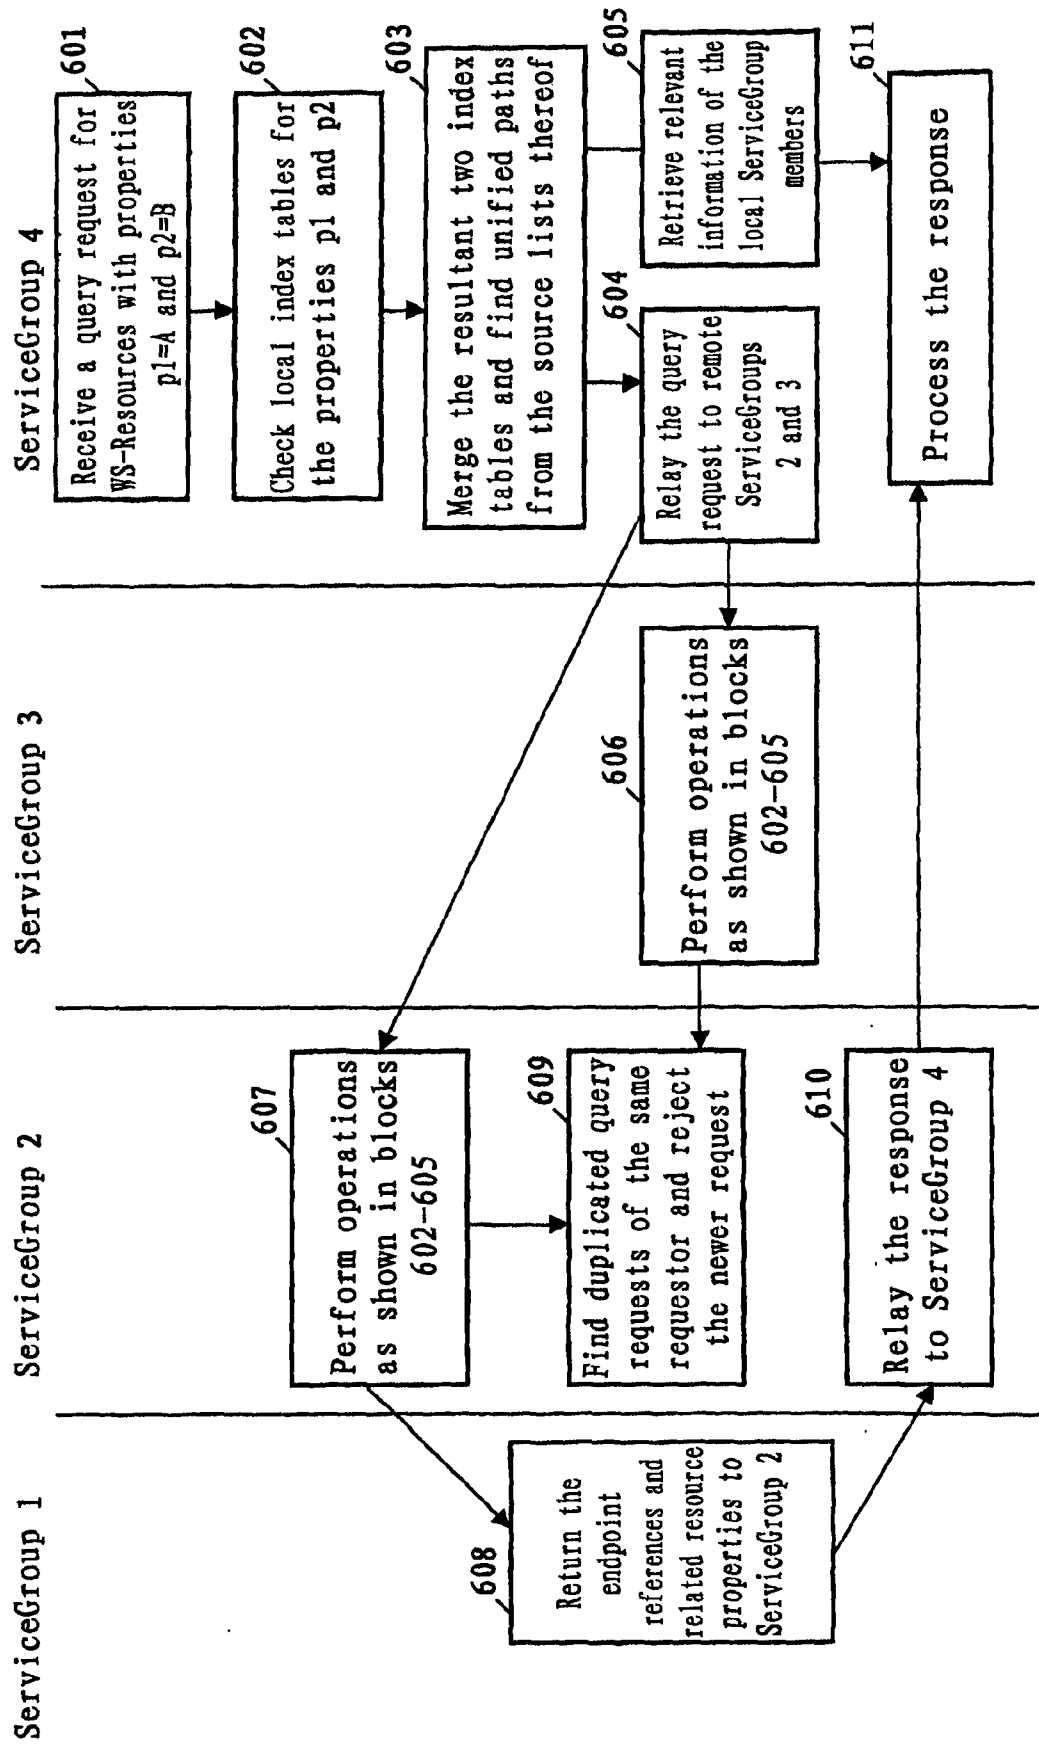 ServiceGroup 1
ServiceGroup 2
ServiceGroup 3
ServiceGroup 4
601
Receive a query request for
WS-Resources with properties
p1=A and p2=B
602
Check local index tables for
the properties p1 and p2
603
Merge the resultant two index
tables and find unified paths
from the source lists thereof
604
Relay the query
request to remote
ServiceGroups
2 and 3
605
Retrieve relevant
information of the
local ServiceGroup
members
606
Perform operations
as shown in blocks
602-605
607
Perform operations
as shown in blocks
602-605
608
Return the
endpoint
references and
related resource
properties to
ServiceGroup 2
609
Find duplicated query
requests of the same
requestor and reject
the newer request
610
Relay the response
to ServiceGroup 4
611
Process the response